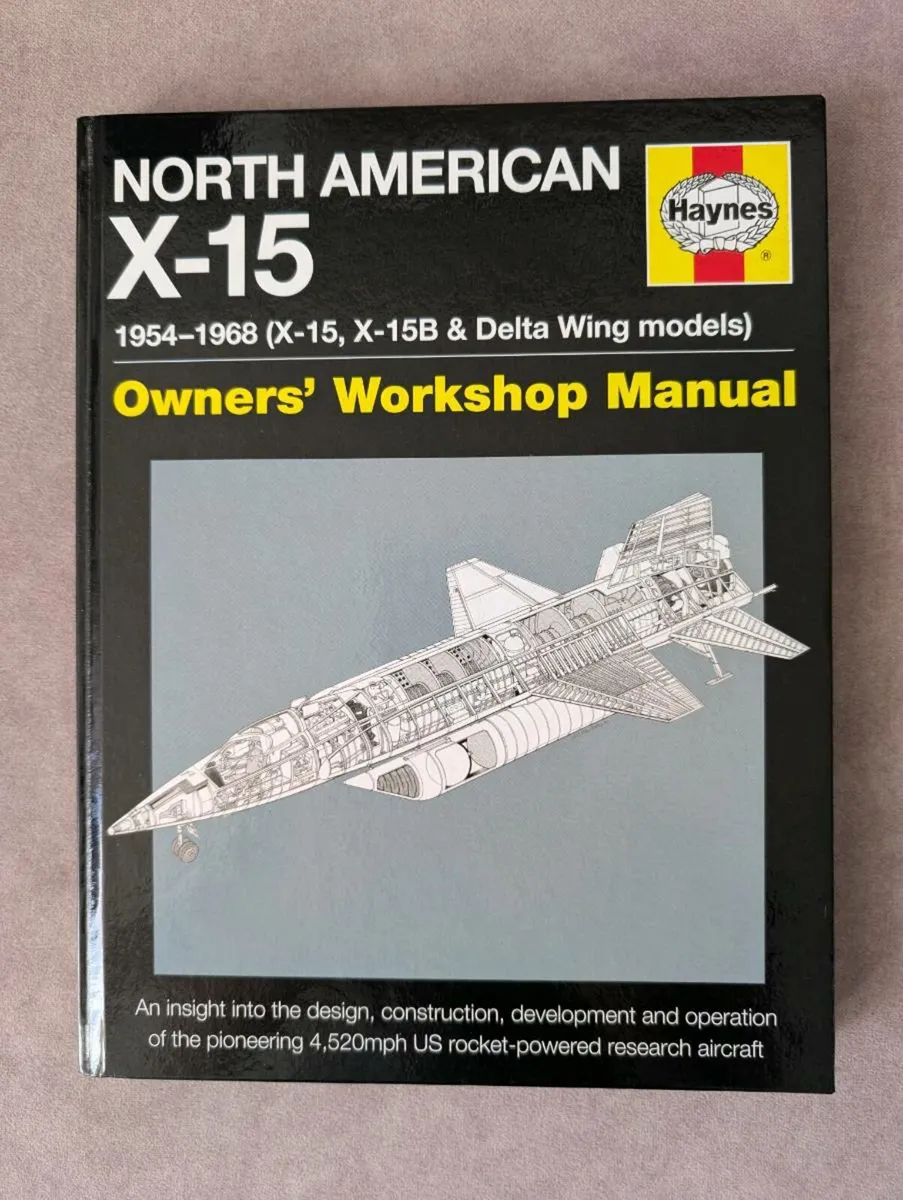 NORTH AMERICAN
Haynes
®
X-15
1954–1968 (X-15, X-15B & Delta Wing models)
Owners’ Workshop Manual
An insight into the design, construction, development and operation
of the pioneering 4,520mph US rocket-powered research aircraft